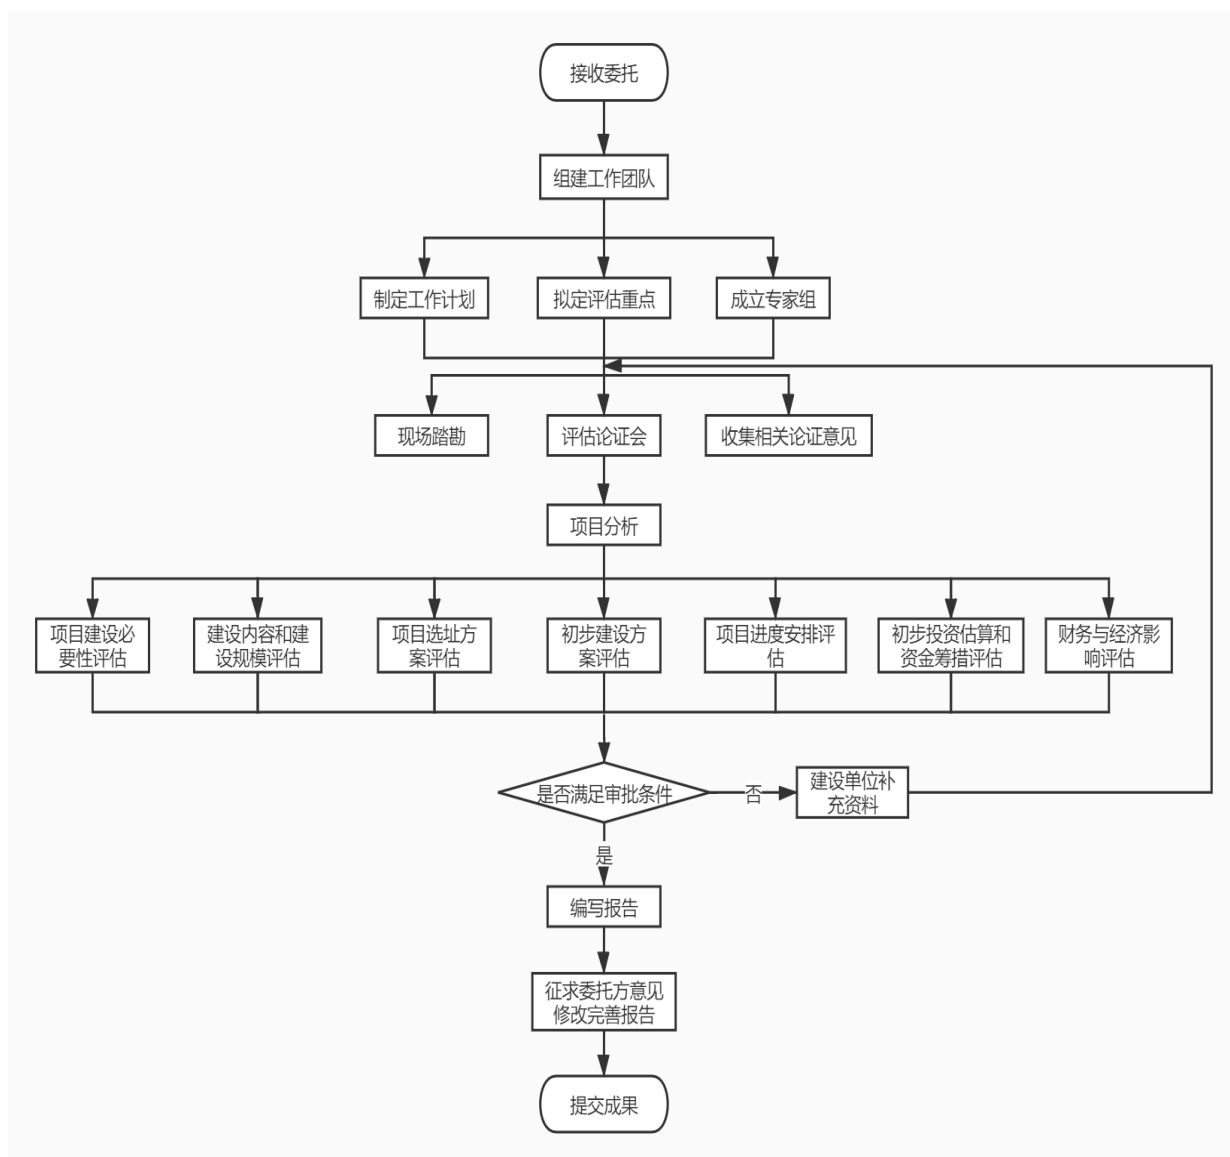 接收委托
组建工作团队
制定工作计划
拟定评估重点
成立专家组
现场踏勘
评估论证会
收集相关论证意见
项目分析
项目建设必
要性评估
建设内容和建
设规模评估
项目选址方
案评估
初步建设方
案评估
项目进度安排评
估
初步投资估算和
资金筹措评估
财务与经济影
响评估
是否满足审批条件
否
建设单位补
充资料
是
编写报告
征求委托方意见
修改完善报告
提交成果